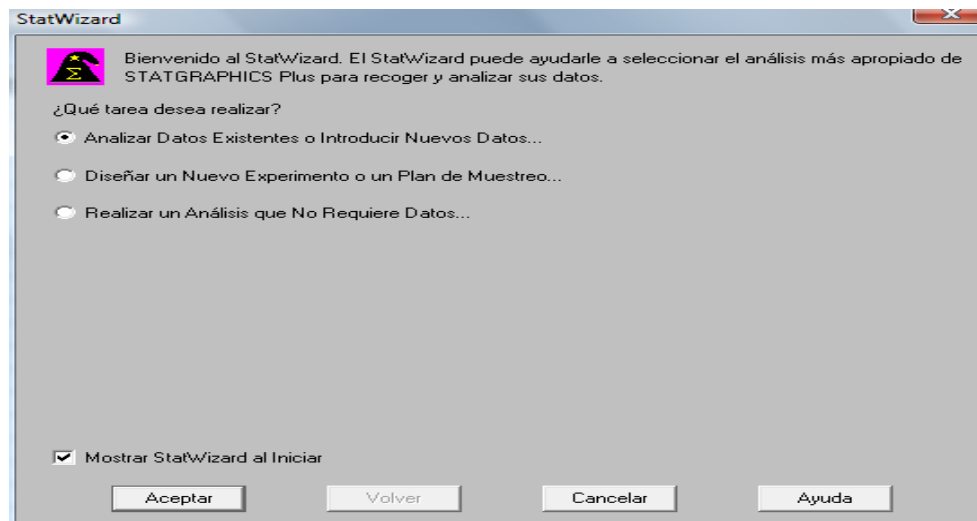 StatWizard
Bienvenido al StatWizard. El StatWizard puede ayudarle a seleccionar el análisis más apropiado de
STATGRAPHICS Plus para recoger y analizar sus datos.
¿Qué tarea desea realizar?
Analizar Datos Existentes o Introducir Nuevos Datos...
Diseñar un Nuevo Experimento o un Plan de Muestreo...
Realizar un Análisis que No Requiere Datos...
Mostrar StatWizard al Iniciar
Aceptar Volver Cancelar Ayuda